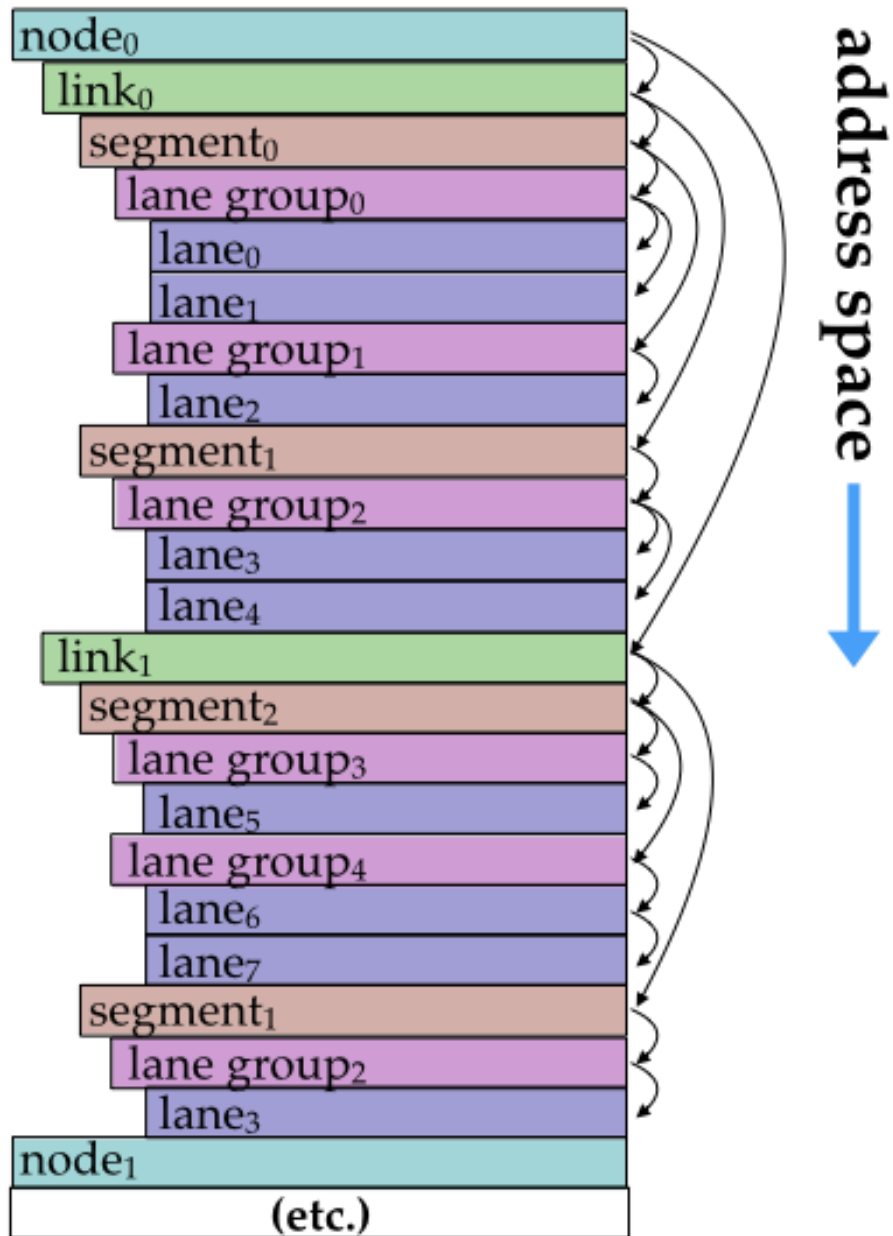 node₀
link₀
segment₀
lane group₀
lane₀
lane₁
lane group₁
lane₂
segment₁
lane group₂
lane₃
lane₄
link₁
segment₂
lane group₃
lane₅
lane group₄
lane₆
lane₇
segment₁
lane group₂
lane₃
node₁
(etc.)
address space